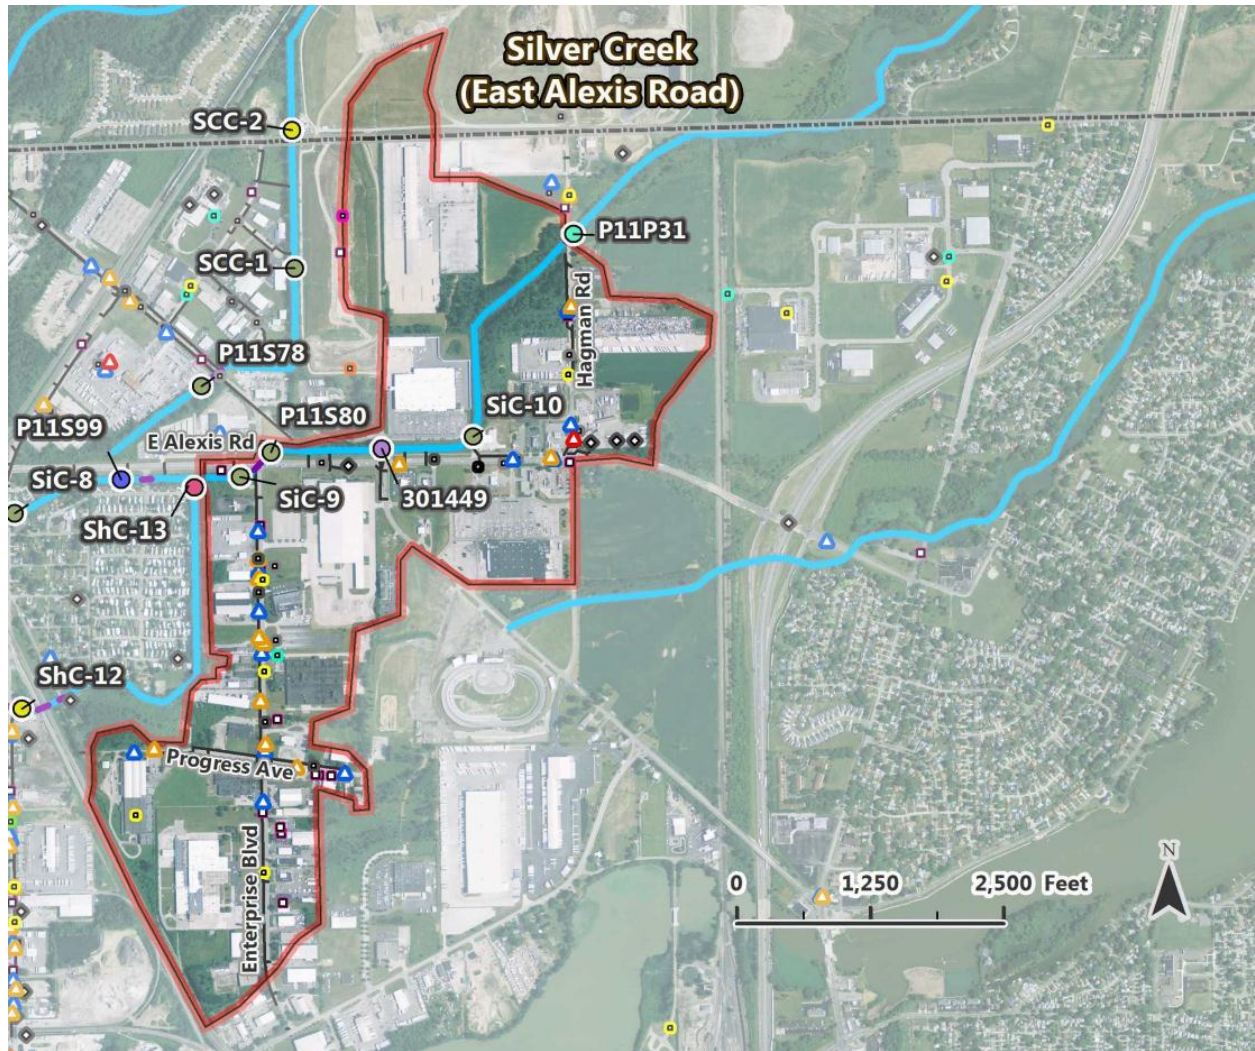 Silver Creek
(East Alexis Road)
SCC-2
P11P31
SCC-1
Hagman Rd
P11S78
P11S80
SiC-10
P11S99
E Alexis Rd
SiC-8
SiC-9
301449
ShC-13
ShC-12
Progress Ave
Enterprise Blvd
N
0 1,250 2,500 Feet